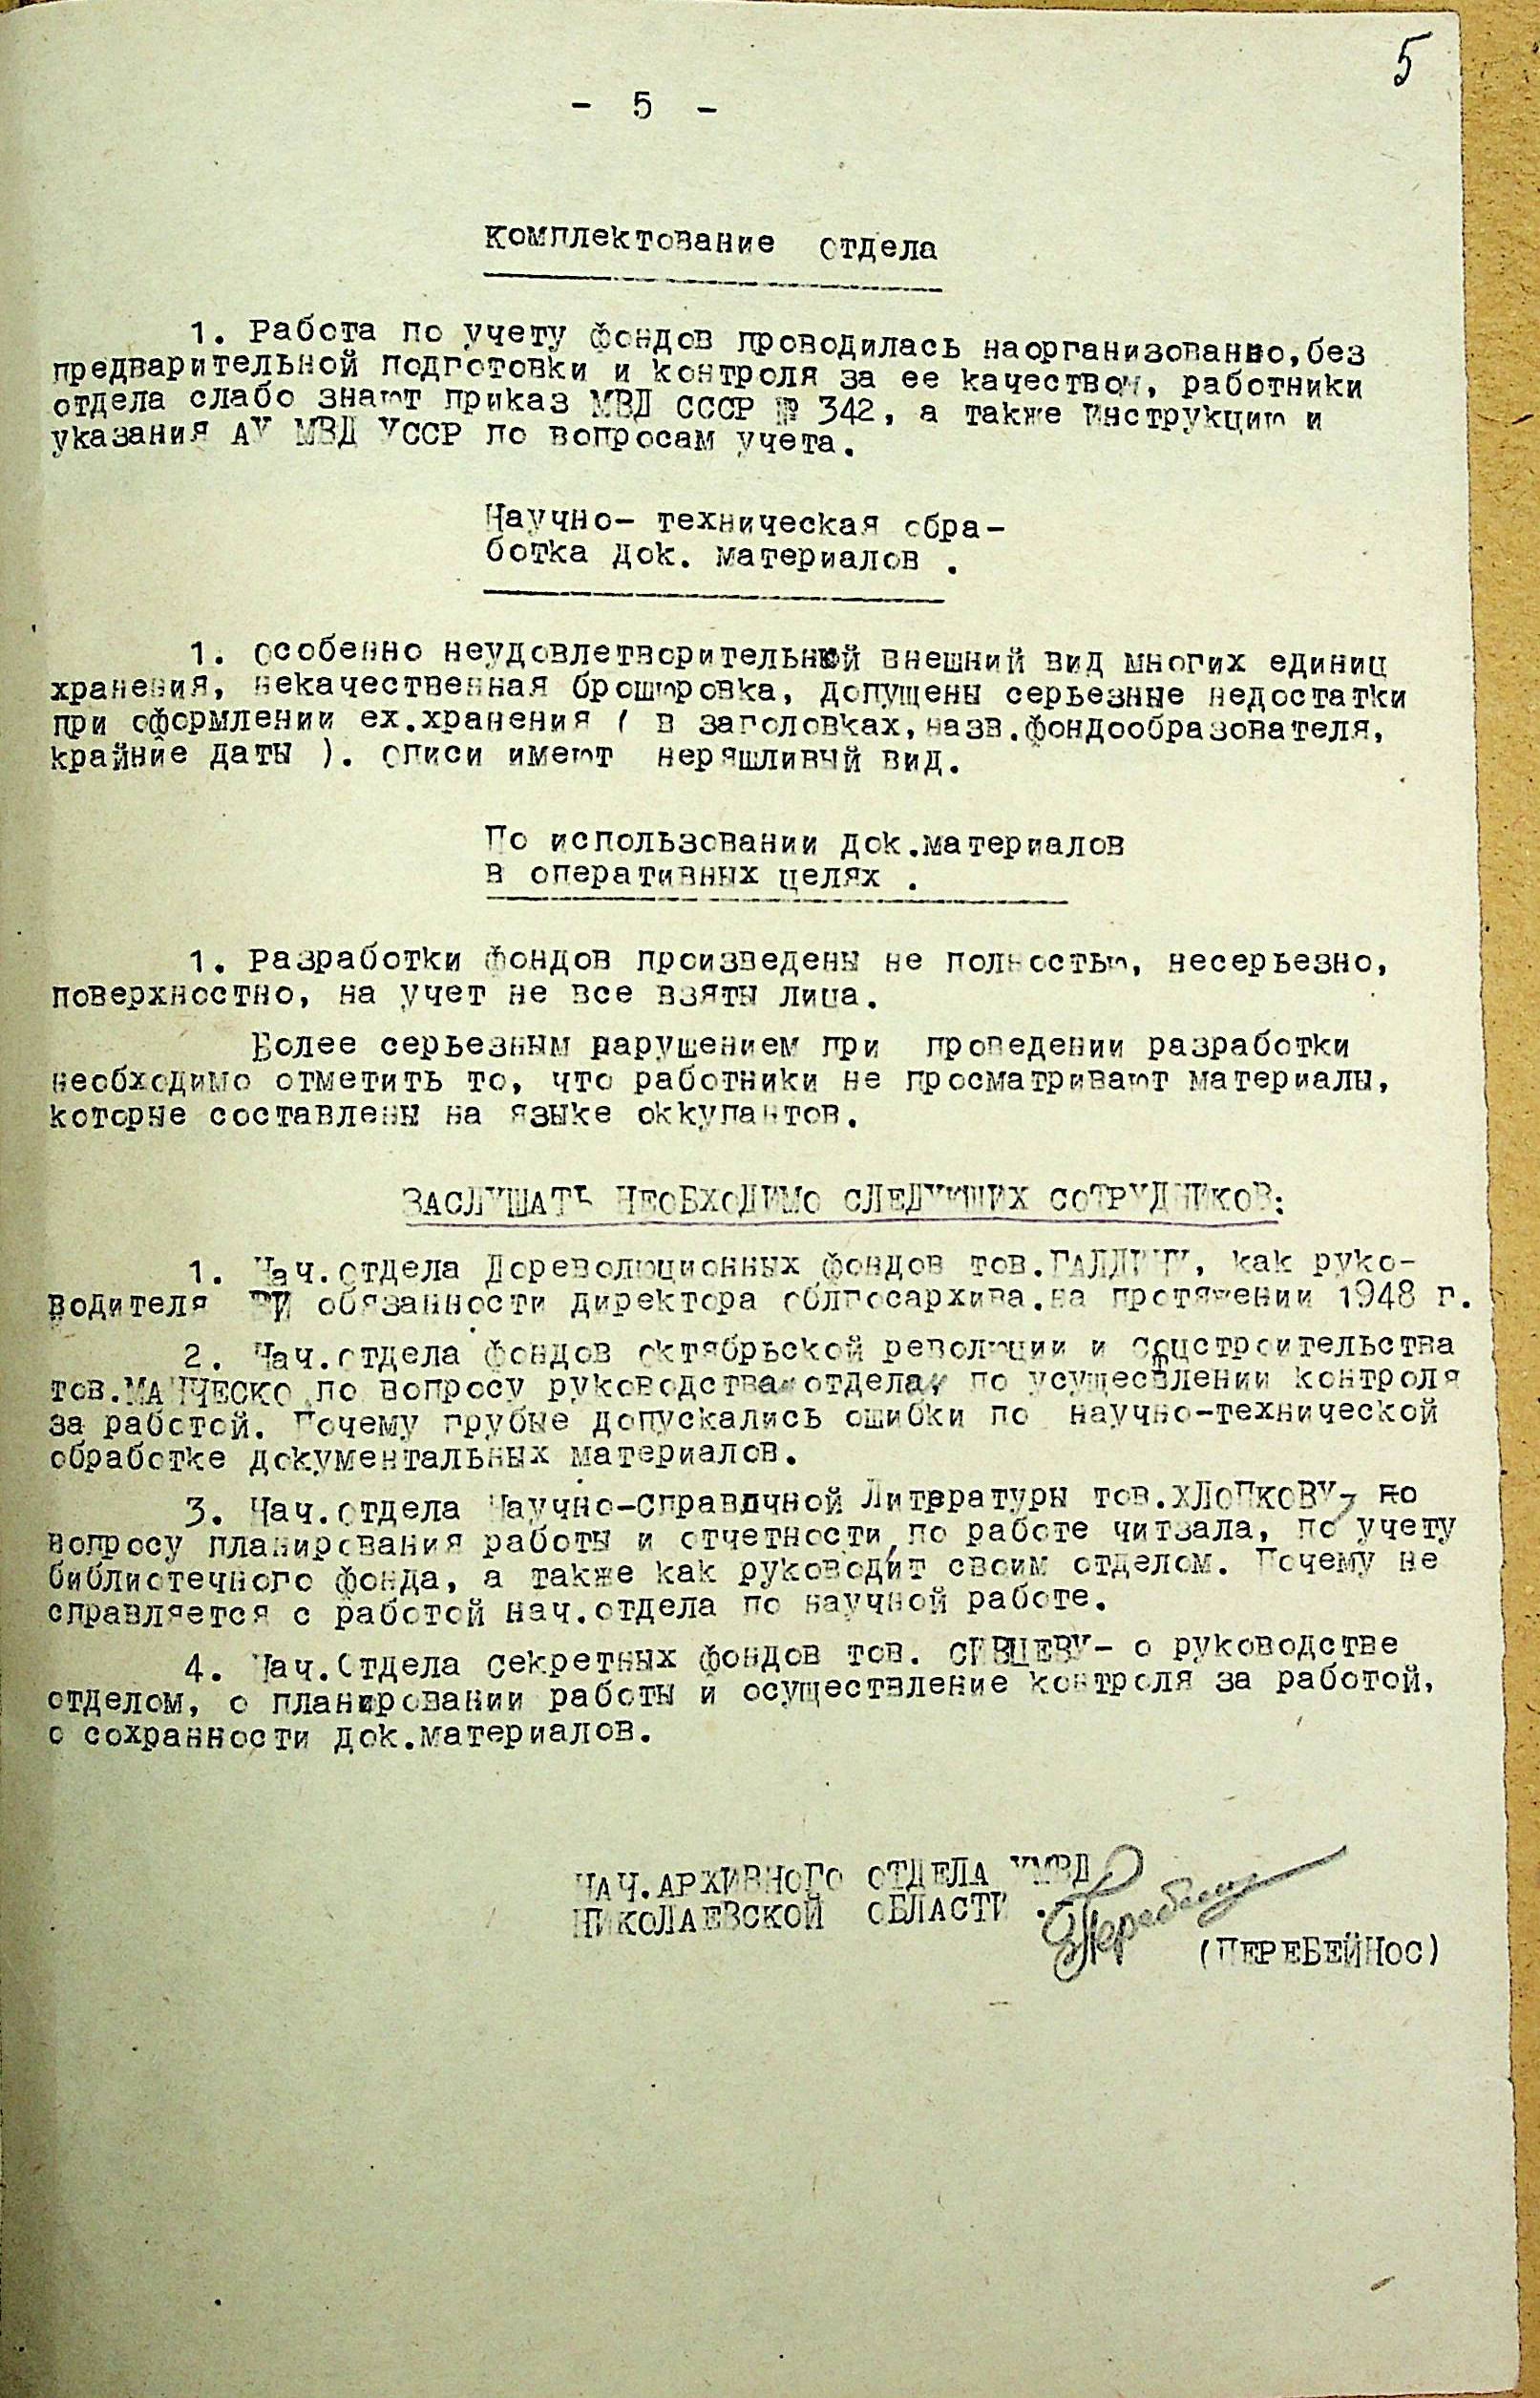 5
- 5 -
комплектование отдела
1. Работа по учету фондов проводилась наорганизованно, без
предварительной подготовки и контроля за ее качеством, работники
отдела слабо знают приказ МВД СССР № 342, а также Инструкцию и
указания АУ МВД УССР по вопросам учета.
Научно- техническая обра-
ботка док. материалов .
1. особенно неудовлетворительный внешний вид многих единиц
хранения, некачественная брошюровка, допущены серьезные недостатки
при оформлении ех.хранения ( в заголовках, назв.фондообразователя,
крайние даты ). описи имеют неряшливый вид.
По использовании док.материалов
в оперативных целях .
1. Разработки фондов произведены не полностью, несерьезно,
поверхностно, на учет не все взяты лица.
Более серьезным нарушением при проведении разработки
необходимо отметить то, что работники не просматривают материалы,
которые составлены на языке оккупантов.
ЗАСЛУШАТЬ НЕОБХОДИМО СЛЕДУЮЩИХ СОТРУДНИКОВ:
1. Нач.отдела Дореволюционных фондов тов. как руко-
водителя обязанности директора облгосархива.на протяжении 1948 г.
2. Нач.отдела фондов октябрьской революции и соцстроительства
тов.МАНЧЕСКО по вопросу руководства отдела, по усуществлении контроля
за работой. Почему грубые допускались ошибки по научно-технической
обработке документальных материалов.
3. Нач.отдела Научно-справочной Литературы тов.ХЛОПКОВУ- по
вопросу планирования работы и отчетности, по работе читзала, по учету
библиотечного фонда, а также как руководит своим отделом. Почему не
справляется с работой нач.отдела по научной работе.
4. Нач.Отдела секретных фондов тов. СИВЦЕВУ- о руководстве
отделом, о планировании работы и осуществление контроля за работой,
о сохранности док.материалов.
НАЧ.АРХИВНОГО ОТДЕЛА УМВД
НИКОЛАЕВСКОЙ ОБЛАСТИ .-
(ПЕРЕБЕЙНОС)